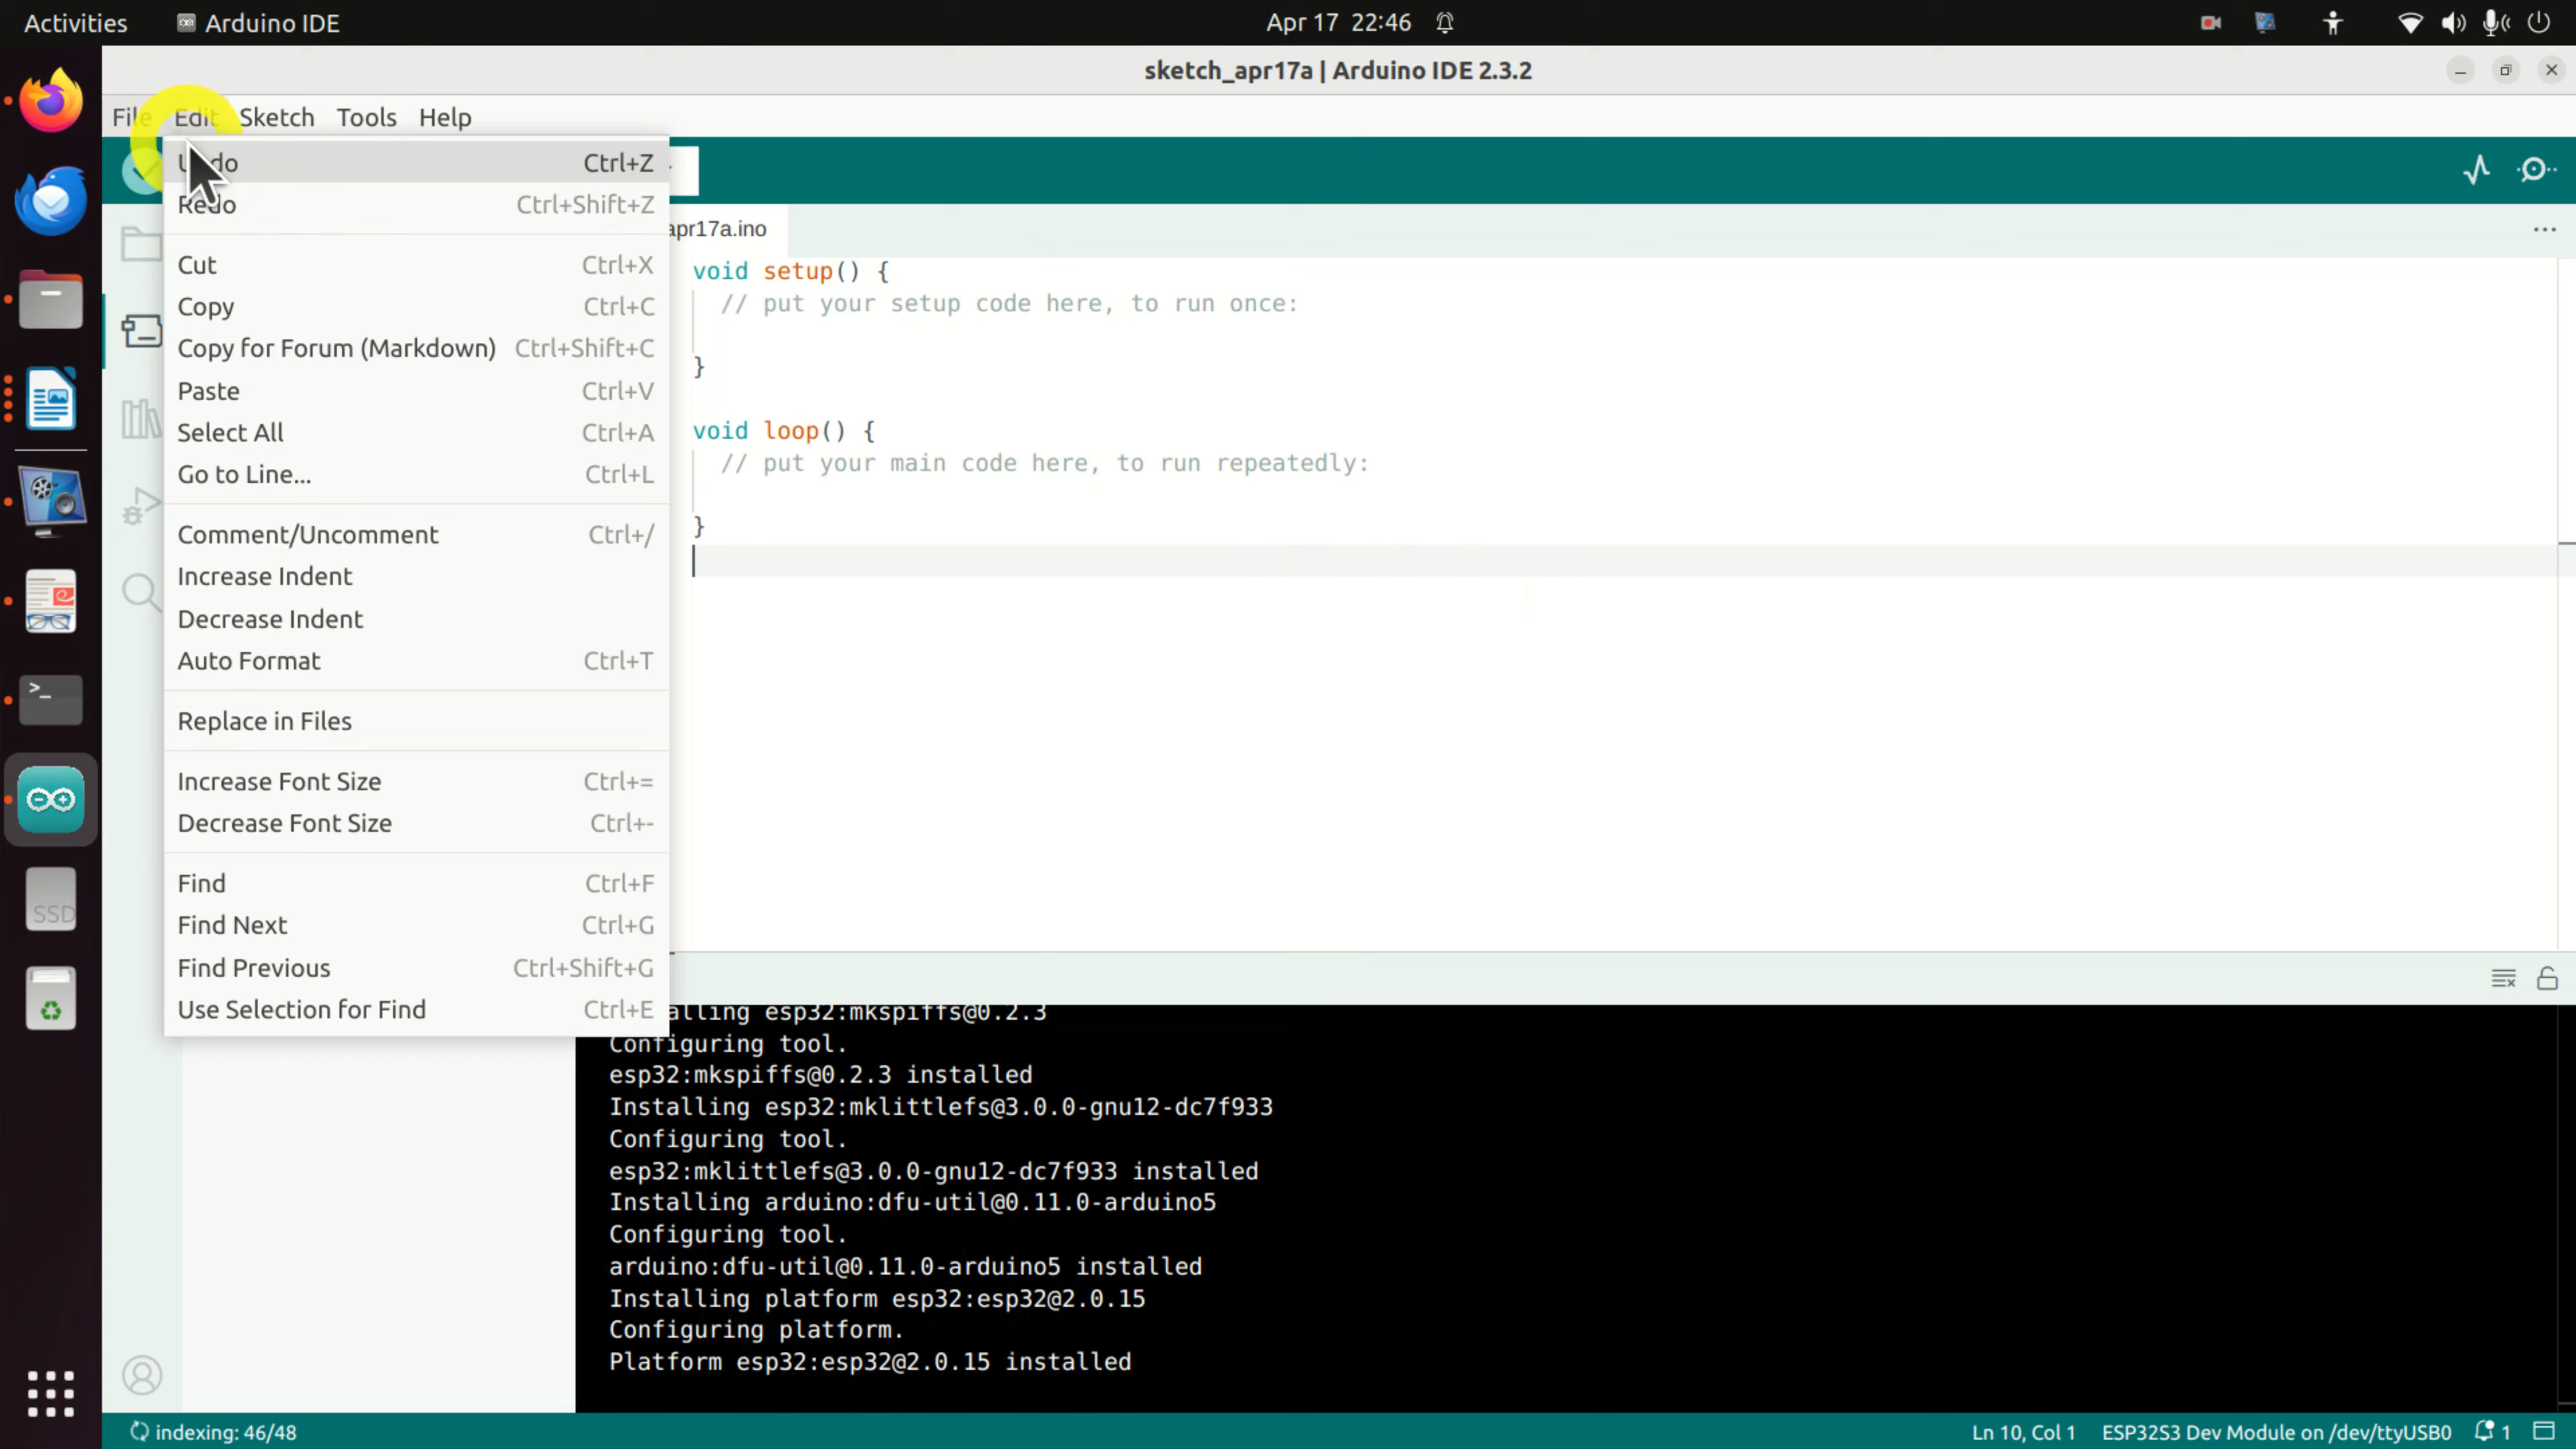 Activities Arduino IDE Apr 17 22:46
sketch_apr17a | Arduino IDE 2.3.2
File Edit Sketch Tools Help
Undo Ctrl+Z
Redo Ctrl+Shift+Z
Cut Ctrl+X
Copy Ctrl+C
Copy for Forum (Markdown) Ctrl+Shift+C
Paste Ctrl+V
Select All Ctrl+A
Go to Line... Ctrl+L
Comment/Uncomment Ctrl+/
Increase Indent
Decrease Indent
Auto Format Ctrl+T
Replace in Files
Increase Font Size Ctrl+=
Decrease Font Size Ctrl+-
Find Ctrl+F
Find Next Ctrl+G
Find Previous Ctrl+Shift+G
Use Selection for Find Ctrl+E
apr17a.ino
void setup() {
// put your setup code here, to run once:
}
void loop() {
// put your main code here, to run repeatedly:
}
alling esp32:mkspiffs@0.2.3
Configuring tool.
esp32:mkspiffs@0.2.3 installed
Installing esp32:mklittlefs@3.0.0-gnu12-dc7f933
Configuring tool.
esp32:mklittlefs@3.0.0-gnu12-dc7f933 installed
Installing arduino:dfu-util@0.11.0-arduino5
Configuring tool.
arduino:dfu-util@0.11.0-arduino5 installed
Installing platform esp32:esp32@2.0.15
Configuring platform.
Platform esp32:esp32@2.0.15 installed
SSD
indexing: 46/48 Ln 10, Col 1 ESP32S3 Dev Module on /dev/ttyUSB0 1